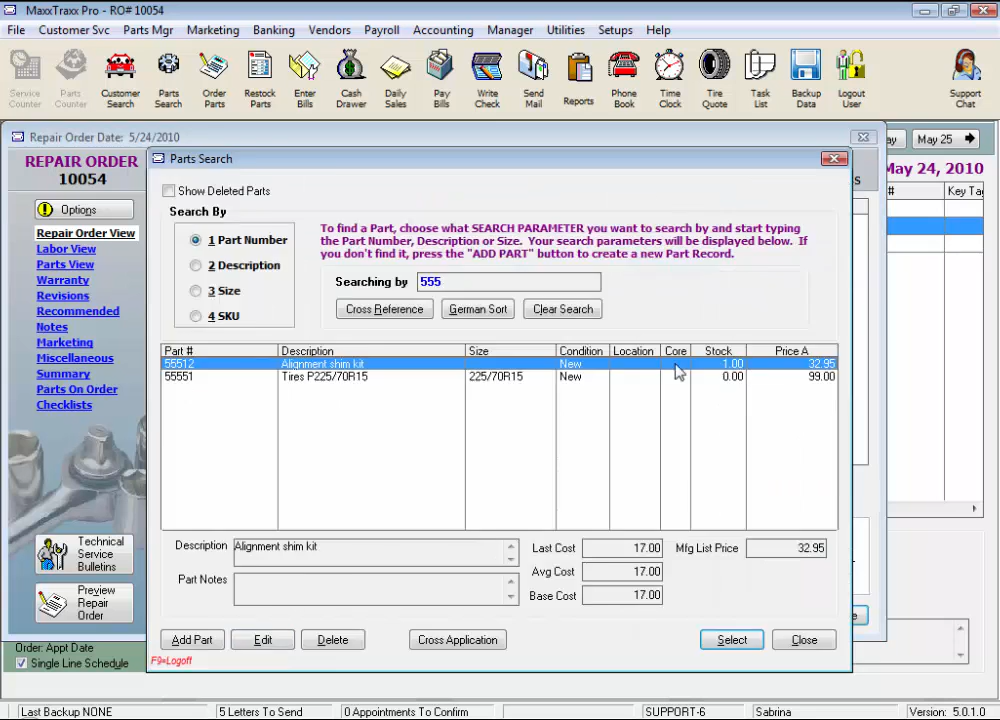 MaxxTraxx Pro - RO# 10054
File Customer Svc Parts Mgr Marketing Banking Vendors Payroll Accounting Manager Utilities Setups Help
Service Counter
Parts Counter
Customer Search
Parts Search
Order Parts
Restock Parts
Enter Bills
Cash Drawer
Daily Sales
Pay Bills
Write Check
Send Mail
Reports
Phone Book
Time Clock
Tire Quote
Task List
Backup Data
Logout User
Support Chat
Repair Order Date: 5/24/2010
ay May 25
REPAIR ORDER
10054
May 24, 2010
# Key Tag
Options
Repair Order View
Labor View
Parts View
Warranty
Revisions
Recommended
Notes
Marketing
Miscellaneous
Summary
Parts On Order
Checklists
Technical Service Bulletins
Preview Repair Order
Order: Appt Date
Single Line Schedule
Parts Search
Show Deleted Parts
Search By
1 Part Number
2 Description
3 Size
4 SKU
To find a Part, choose what SEARCH PARAMETER you want to search by and start typing
the Part Number, Description or Size. Your search parameters will be displayed below. If
you don't find it, press the "ADD PART" button to create a new Part Record.
Searching by 555
Cross Reference German Sort Clear Search
Part # Description Size Condition Location Core Stock Price A
55512 Alignment shim kit New 1.00 32.95
55551 Tires P225/70R15 225/70R15 New 0.00 99.00
Description Alignment shim kit
Part Notes
Last Cost 17.00 Mfg List Price 32.95
Avg Cost 17.00
Base Cost 17.00
Add Part Edit Delete Cross Application Select Close
F9=Logoff
Last Backup NONE 5 Letters To Send 0 Appointments To Confirm SUPPORT-6 Sabrina Version: 5.0.1.0